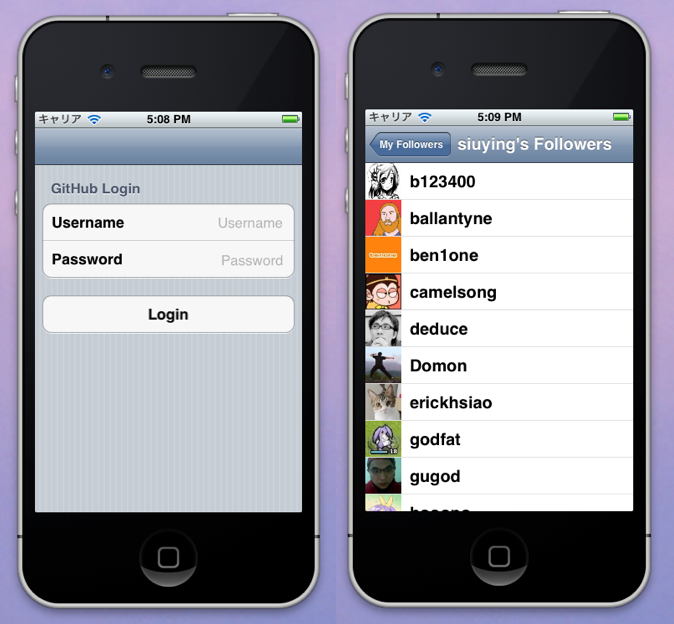 キャリア 5:08 PM
GitHub Login
Username Username
Password Password
Login
キャリア 5:09 PM
My Followers siuying's Followers
b123400
ballantyne
ben1one
camelsong
deduce
Domon
erickhsiao
godfat
18
gugod